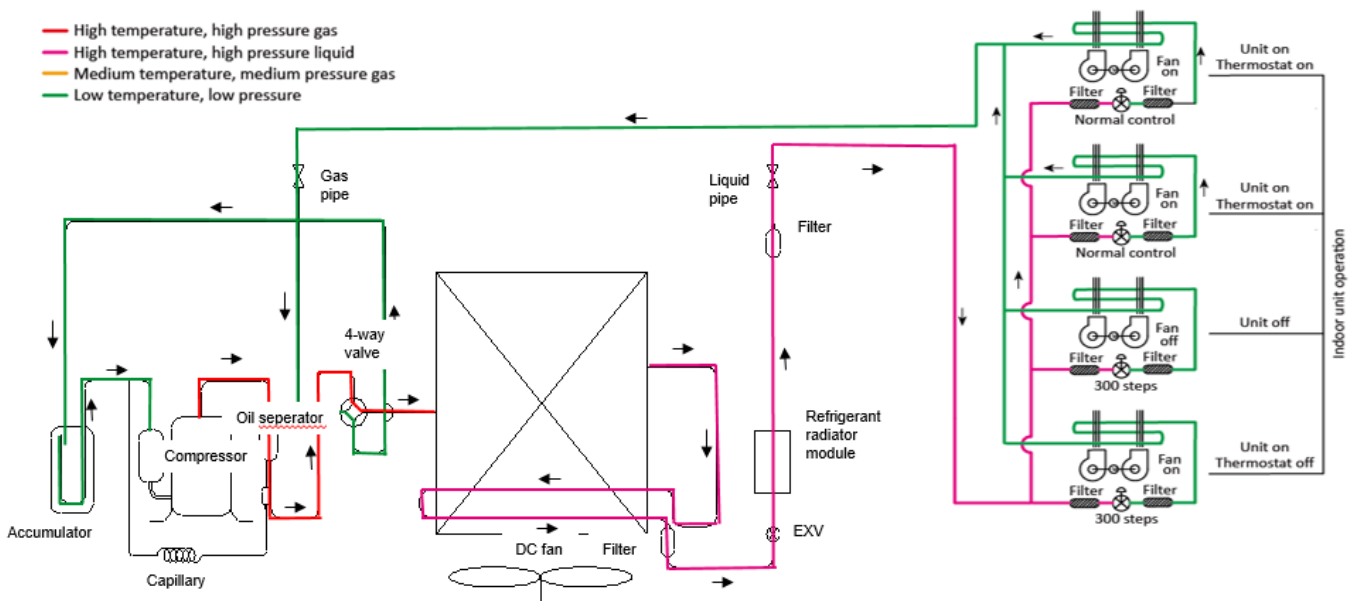 High temperature, high pressure gas
High temperature, high pressure liquid
Medium temperature, medium pressure gas
Low temperature, low pressure
Gas
pipe
Liquid
pipe
Filter
4-way
valve
Oil seperator
Compressor
Accumulator
Capillary
DC fan
Filter
EXV
Refrigerant
radiator
module
Fan
on
Filter
Filter
Normal control
Unit on
Thermostat on
Fan
on
Filter
Filter
Normal control
Unit on
Thermostat on
Fan
off
Filter
Filter
300 steps
Unit off
Fan
on
Filter
Filter
300 steps
Unit on
Thermostat off
Indoor unit operation